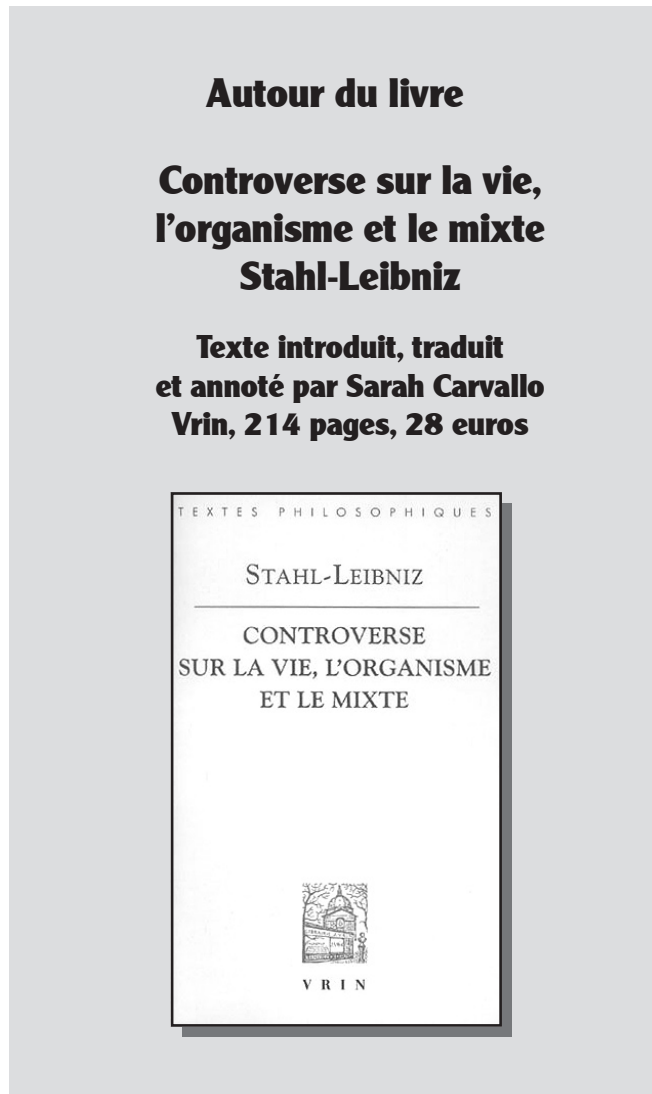 Autour du livre
Controverse sur la vie,
l’organisme et le mixte
Stahl-Leibniz
Texte introduit, traduit
et annoté par Sarah Carvallo
Vrin, 214 pages, 28 euros
TEXTES PHILOSOPHIQUES
STAHL-LEIBNIZ
CONTROVERSE
SUR LA VIE, L’ORGANISME
ET LE MIXTE
VRIN